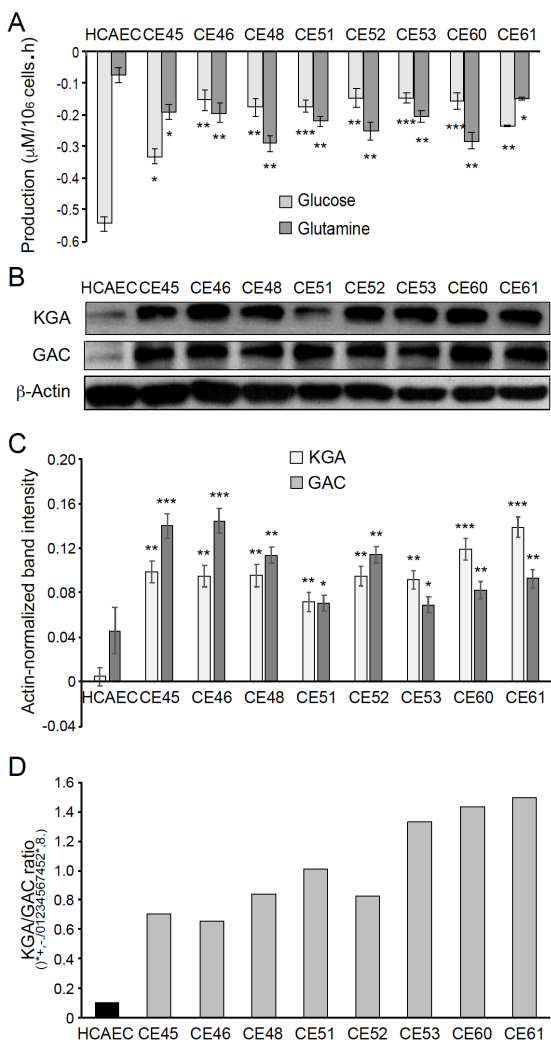 HCAEC CE45 CE46 CE48 CE51 CE52 CE53 CE60 CE61
A
0
-0.1
-0.2
-0.3
-0.4
-0.5
-0.6
Production (µM/106 cells.h)
* * ** ** ** ** *** ** ** ** *** ** *** ** ** *
Glucose
Glutamine
B
HCAEC CE45 CE46 CE48 CE51 CE52 CE53 CE60 CE61
KGA
GAC
β-Actin
C
0.20
0.16
0.12
0.08
0.04
0
-0.04
Actin-normalized band intensity
KGA
GAC
** *** ** *** ** ** ** * ** ** ** * *** ** *** **
HCAEC CE45 CE46 CE48 CE51 CE52 CE53 CE60 CE61
D
1.6
1.4
1.2
1.0
0.8
0.6
0.4
0.2
0
KGA/GAC ratio
()*+,-./01234567452*,8.)
HCAEC CE45 CE46 CE48 CE51 CE52 CE53 CE60 CE61